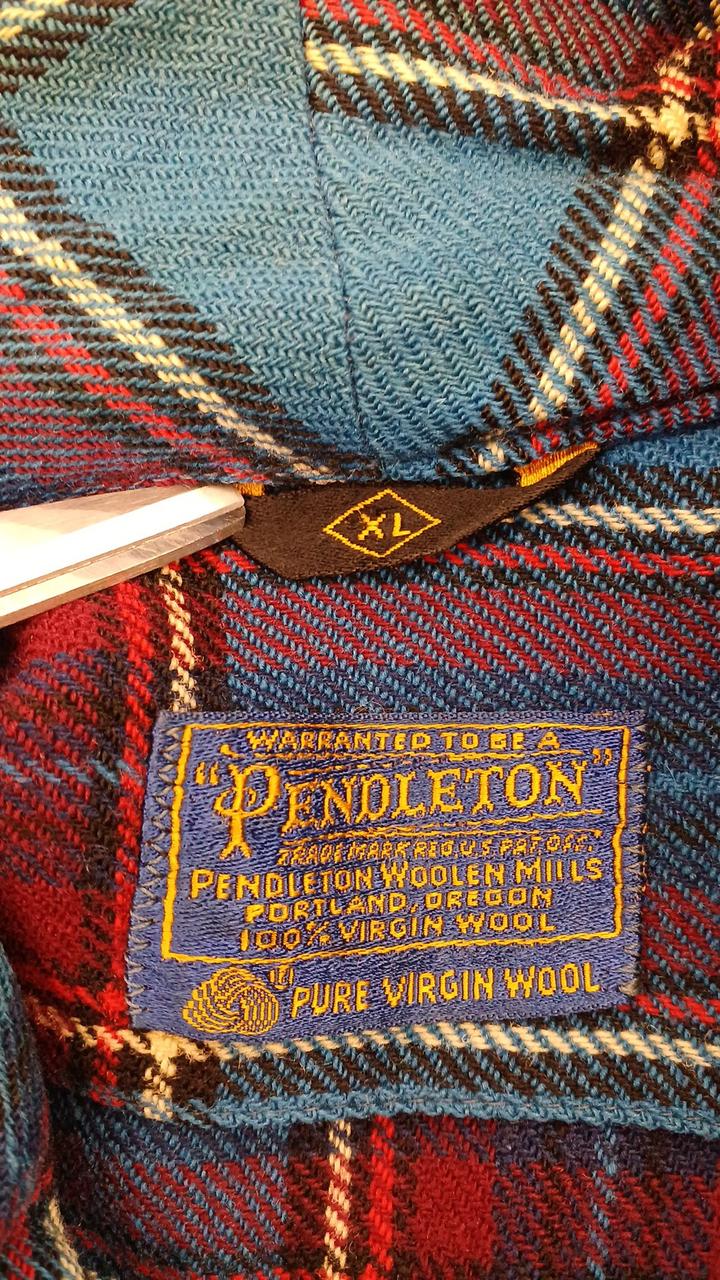 XL
WARRANTED TO BE A
"PENDLETON"
TRADE MARK REG. U.S. PAT. OFF.
PENDLETON WOOLEN MILLS
PORTLAND, OREGON
100% VIRGIN WOOL
PURE VIRGIN WOOL